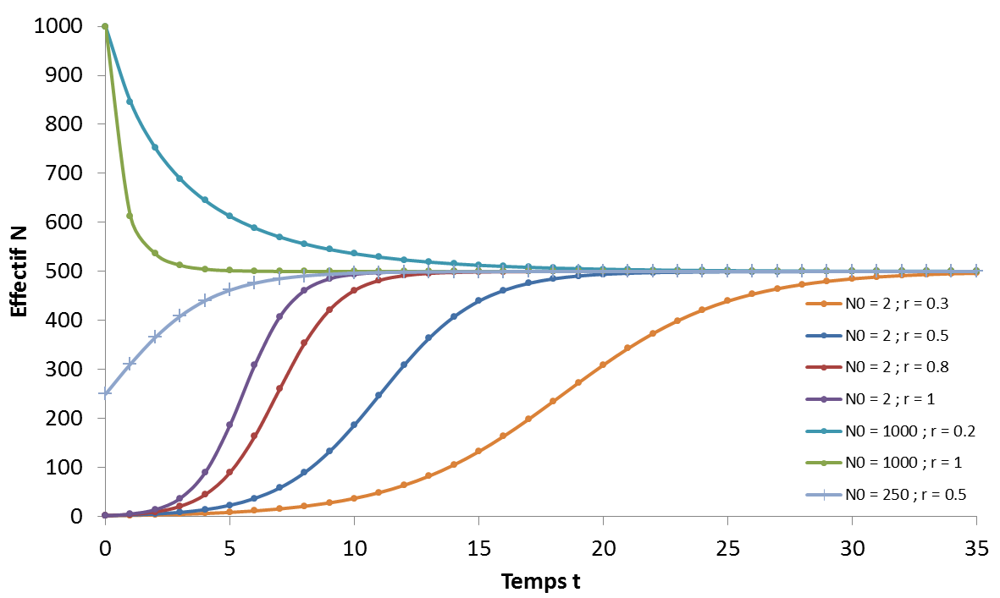 1000
900
800
700
600
500
400
300
200
100
0
Effectif N
0 5 10 15 20 25 30 35
Temps t
N0 = 2 ; r = 0.3
N0 = 2 ; r = 0.5
N0 = 2 ; r = 0.8
N0 = 2 ; r = 1
N0 = 1000 ; r = 0.2
N0 = 1000 ; r = 1
N0 = 250 ; r = 0.5